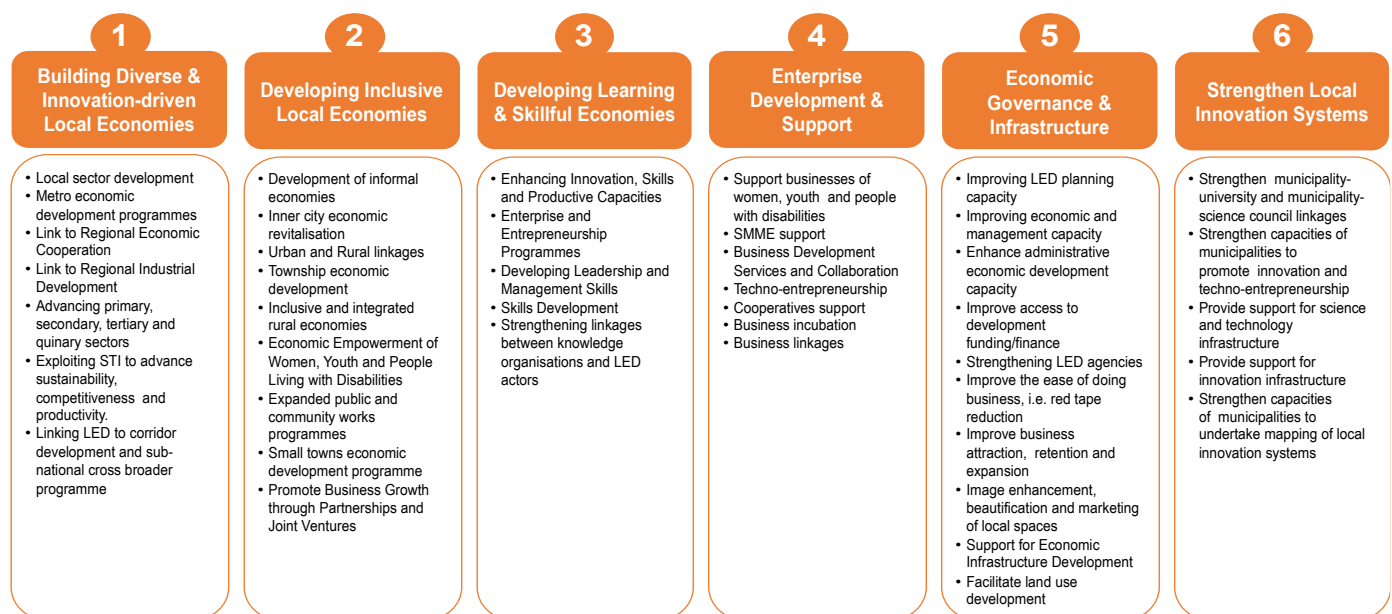 1
Building Diverse &
Innovation-driven
Local Economies
• Local sector development
• Metro economic
development programmes
• Link to Regional Economic
Cooperation
• Link to Regional Industrial
Development
• Advancing primary,
secondary, tertiary and
quinary sectors
• Exploiting STI to advance
sustainability,
competitiveness and
productivity.
• Linking LED to corridor
development and sub-
national cross broader
programme
2
Developing Inclusive
Local Economies
• Development of informal
economies
• Inner city economic
revitalisation
• Urban and Rural linkages
• Township economic
development
• Inclusive and integrated
rural economies
• Economic Empowerment of
Women, Youth and People
Living with Disabilities
• Expanded public and
community works
programmes
• Small towns economic
development programme
• Promote Business Growth
through Partnerships and
Joint Ventures
3
Developing Learning
& Skillful Economies
• Enhancing Innovation, Skills
and Productive Capacities
• Enterprise and
Entrepreneurship
Programmes
• Developing Leadership and
Management Skills
• Skills Development
• Strengthening linkages
between knowledge
organisations and LED
actors
4
Enterprise
Development &
Support
• Support businesses of
women, youth and people
with disabilities
• SMME support
• Business Development
Services and Collaboration
• Techno-entrepreneurship
• Cooperatives support
• Business incubation
• Business linkages
5
Economic
Governance &
Infrastructure
• Improving LED planning
capacity
• Improving economic and
management capacity
• Enhance administrative
economic development
capacity
• Improve access to
development
funding/finance
• Strengthening LED agencies
• Improve the ease of doing
business, i.e. red tape
reduction
• Improve business
attraction, retention and
expansion
• Image enhancement,
beautification and marketing
of local spaces
• Support for Economic
Infrastructure Development
• Facilitate land use
development
6
Strengthen Local
Innovation Systems
• Strengthen municipality-
university and municipality-
science council linkages
• Strengthen capacities of
municipalities to
promote innovation and
techno-entrepreneurship
• Provide support for science
and technology
infrastructure
• Provide support for
innovation infrastructure
• Strengthen capacities
of municipalities to
undertake mapping of local
innovation systems